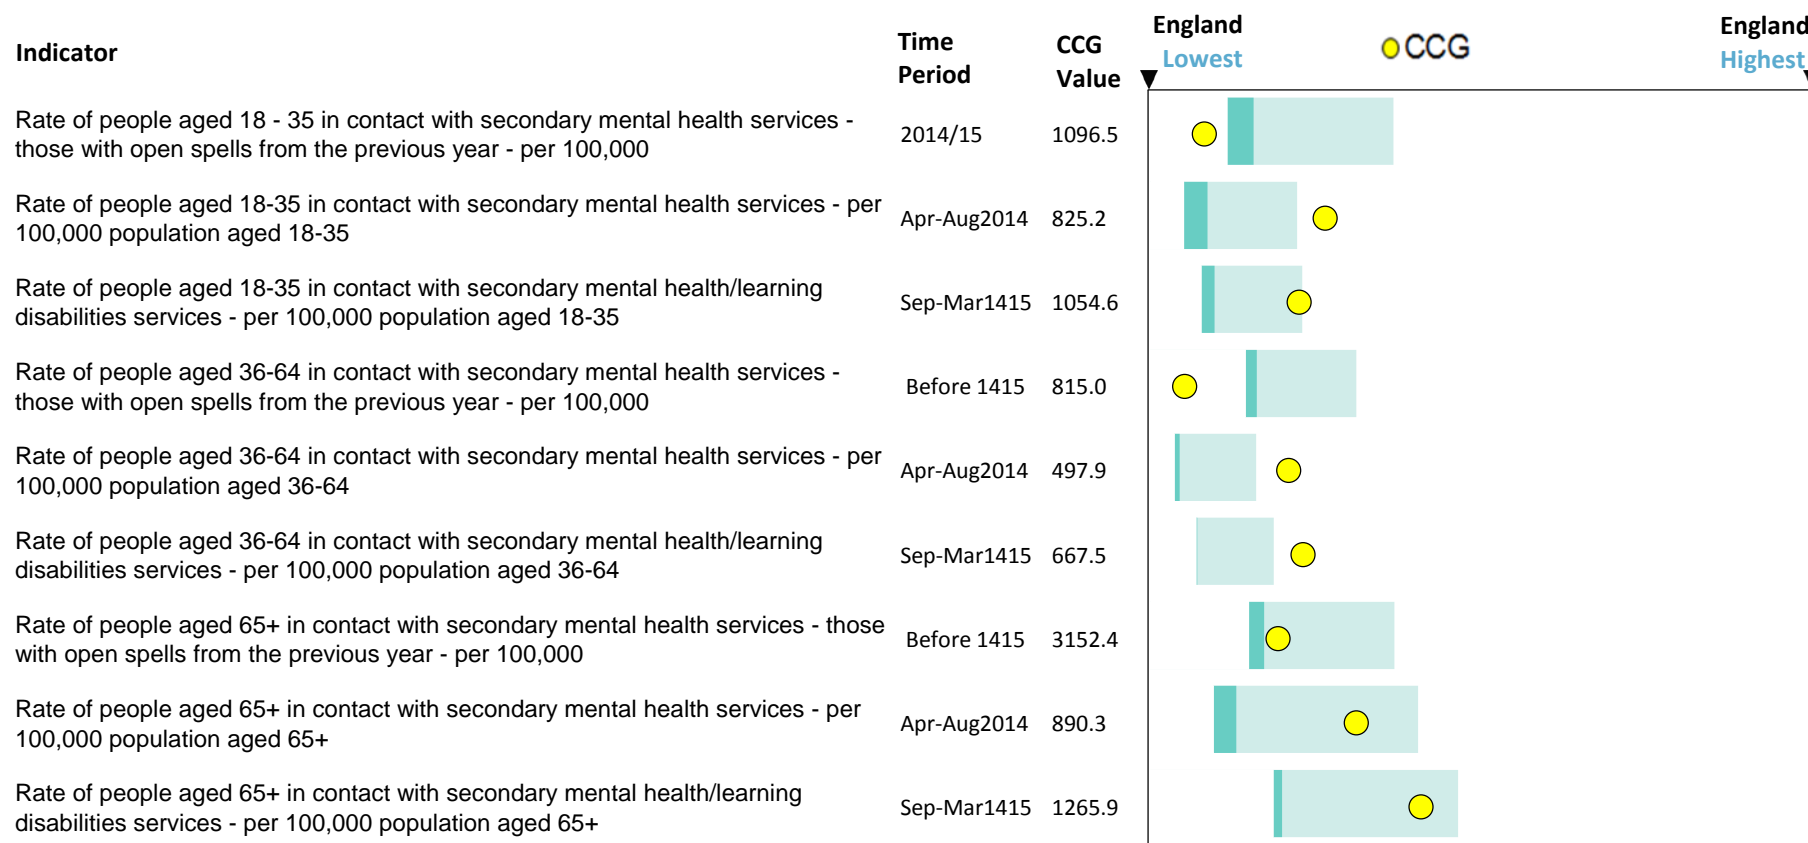 Indicator
Time
Period
CCG
Value
England
Lowest
CCG
England
Highest
Rate of people aged 18 - 35 in contact with secondary mental health services -
those with open spells from the previous year - per 100,000
2014/15
1096.5
Rate of people aged 18-35 in contact with secondary mental health services - per
100,000 population aged 18-35
Apr-Aug2014
825.2
Rate of people aged 18-35 in contact with secondary mental health/learning
disabilities services - per 100,000 population aged 18-35
Sep-Mar1415
1054.6
Rate of people aged 36-64 in contact with secondary mental health services -
those with open spells from the previous year - per 100,000
Before 1415
815.0
Rate of people aged 36-64 in contact with secondary mental health services - per
100,000 population aged 36-64
Apr-Aug2014
497.9
Rate of people aged 36-64 in contact with secondary mental health/learning
disabilities services - per 100,000 population aged 36-64
Sep-Mar1415
667.5
Rate of people aged 65+ in contact with secondary mental health services - those
with open spells from the previous year - per 100,000
Before 1415
3152.4
Rate of people aged 65+ in contact with secondary mental health services - per
100,000 population aged 65+
Apr-Aug2014
890.3
Rate of people aged 65+ in contact with secondary mental health/learning
disabilities services - per 100,000 population aged 65+
Sep-Mar1415
1265.9